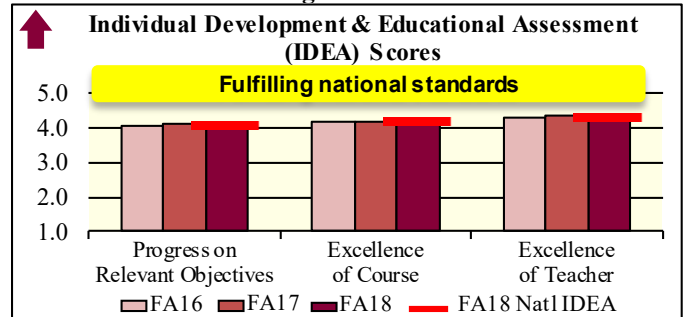 Individual Development & Educational Assessment
(IDEA) Scores
Fulfilling national standards
5.0
4.0
3.0
2.0
1.0
Progress on
Relevant Objectives
Excellence
of Course
Excellence
of Teacher
FA16 FA17 FA18 FA18 Natl IDEA